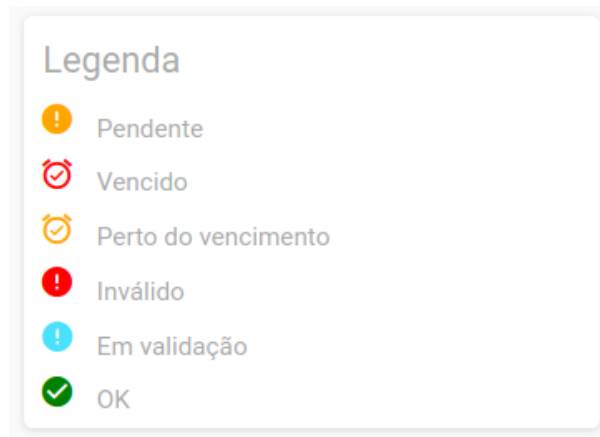 Legenda
Pendente
Vencido
Perto do vencimento
Inválido
Em validação
OK